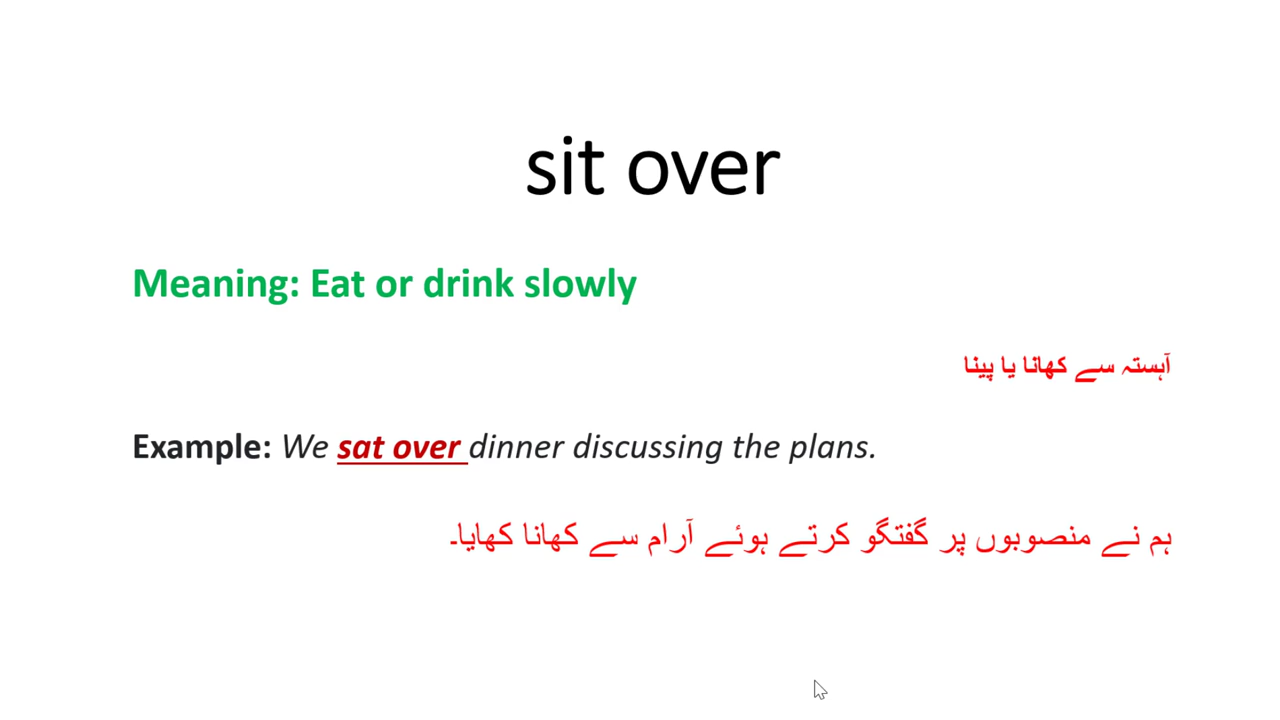 sit over
Meaning: Eat or drink slowly
آہستہ سے کھانا یا پینا
Example: We sat over dinner discussing the plans.
ہم نے منصوبوں پر گفتگو کرتے ہوئے آرام سے کھانا کھایا۔